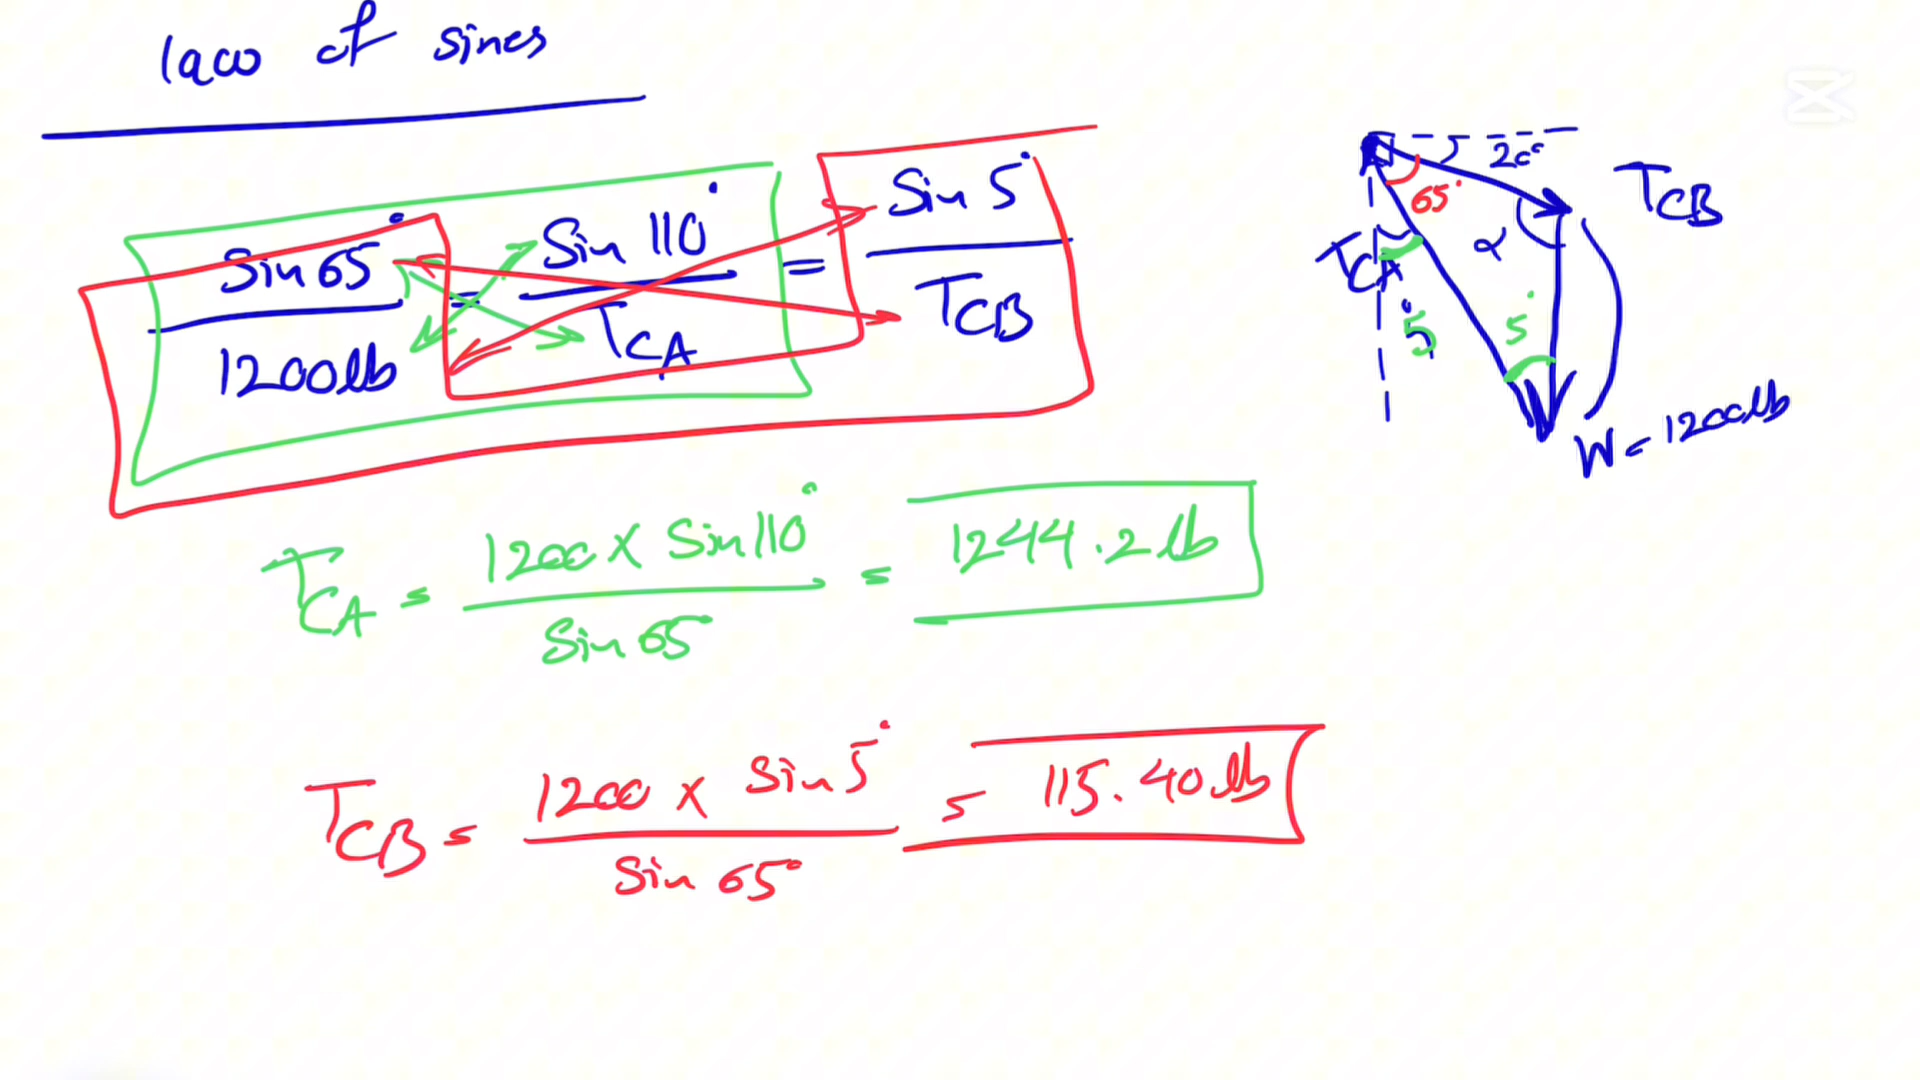 law of sines
sin 65° / 1200lb = sin 110° / TCA = sin 5° / TCB
20°
65°
TCB
TCA
α
5°
5°
W = 1200lb
TCA = 1200 x sin 110° / sin 65° = 1244.2 lb
TCB = 1200 x sin 5° / sin 65° = 115.40 lb